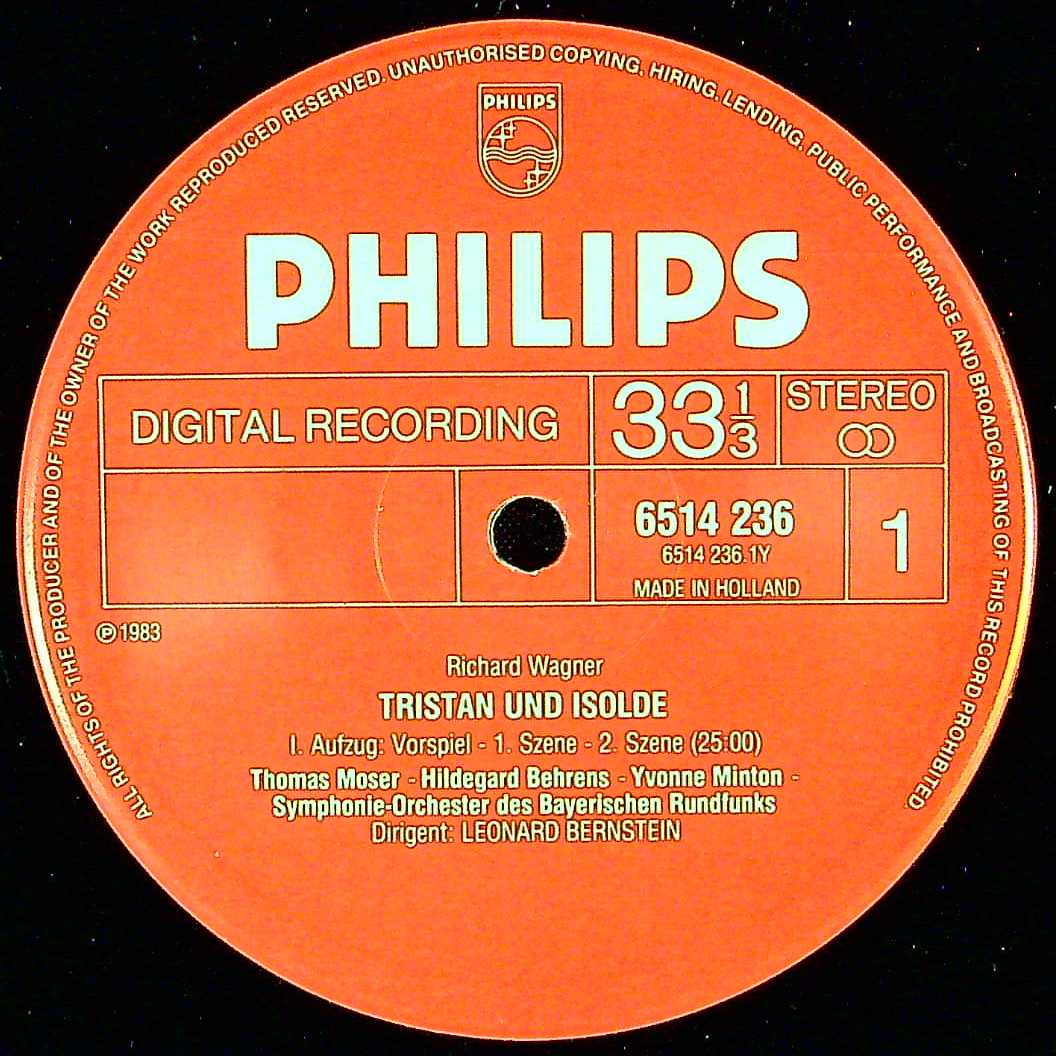 ALL RIGHTS OF THE PRODUCER AND OF THE OWNER OF THE WORK REPRODUCED RESERVED. UNAUTHORISED COPYING, HIRING, LENDING, PUBLIC PERFORMANCE AND BROADCASTING OF THIS RECORD PROHIBITED.
PHILIPS
PHILIPS
DIGITAL RECORDING
33 1/3
STEREO
6514 236
6514 236.1Y
MADE IN HOLLAND
1
℗ 1983
Richard Wagner
TRISTAN UND ISOLDE
I. Aufzug: Vorspiel - 1. Szene - 2. Szene (25:00)
Thomas Moser - Hildegard Behrens - Yvonne Minton -
Symphonie-Orchester des Bayerischen Rundfunks
Dirigent: LEONARD BERNSTEIN